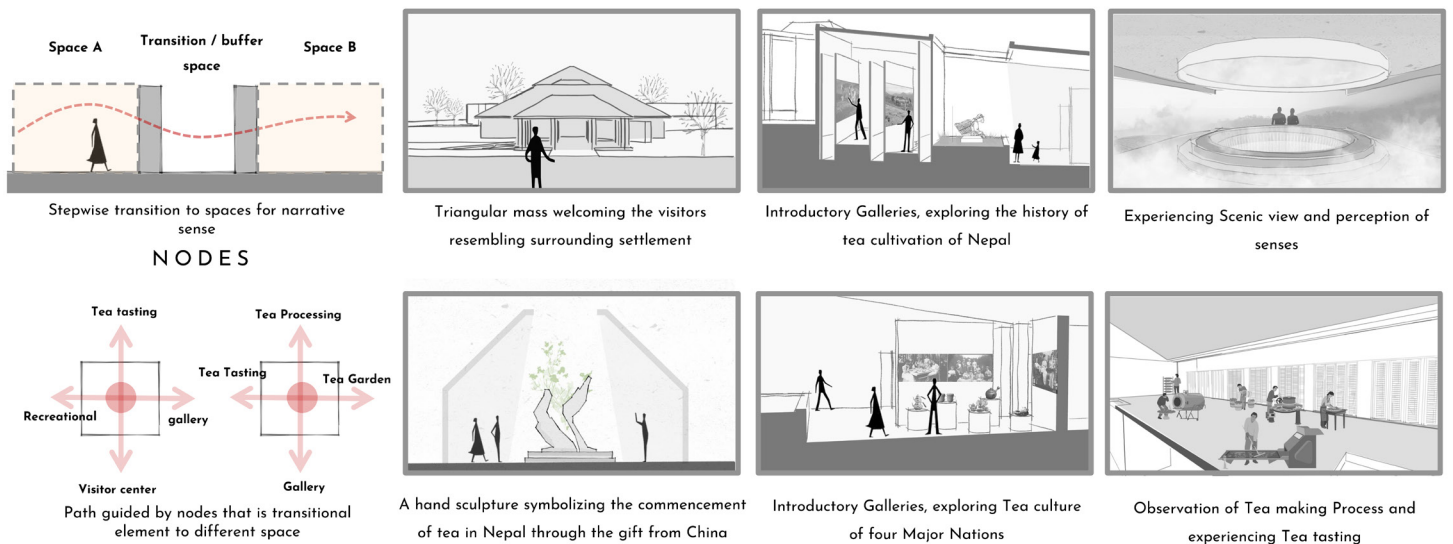 Space A
Transition / buffer
space
Space B
Stepwise transition to spaces for narrative
sense
NODES
Triangular mass welcoming the visitors
resembling surrounding settlement
Introductory Galleries, exploring the history of
tea cultivation of Nepal
Experiencing Scenic view and perception of
senses
Tea tasting
Recreational
gallery
Visitor center
Tea Processing
Tea Tasting
Tea Garden
Gallery
Path guided by nodes that is transitional
element to different space
A hand sculpture symbolizing the commencement
of tea in Nepal through the gift from China
Introductory Galleries, exploring Tea culture
of four Major Nations
Observation of Tea making Process and
experiencing Tea tasting